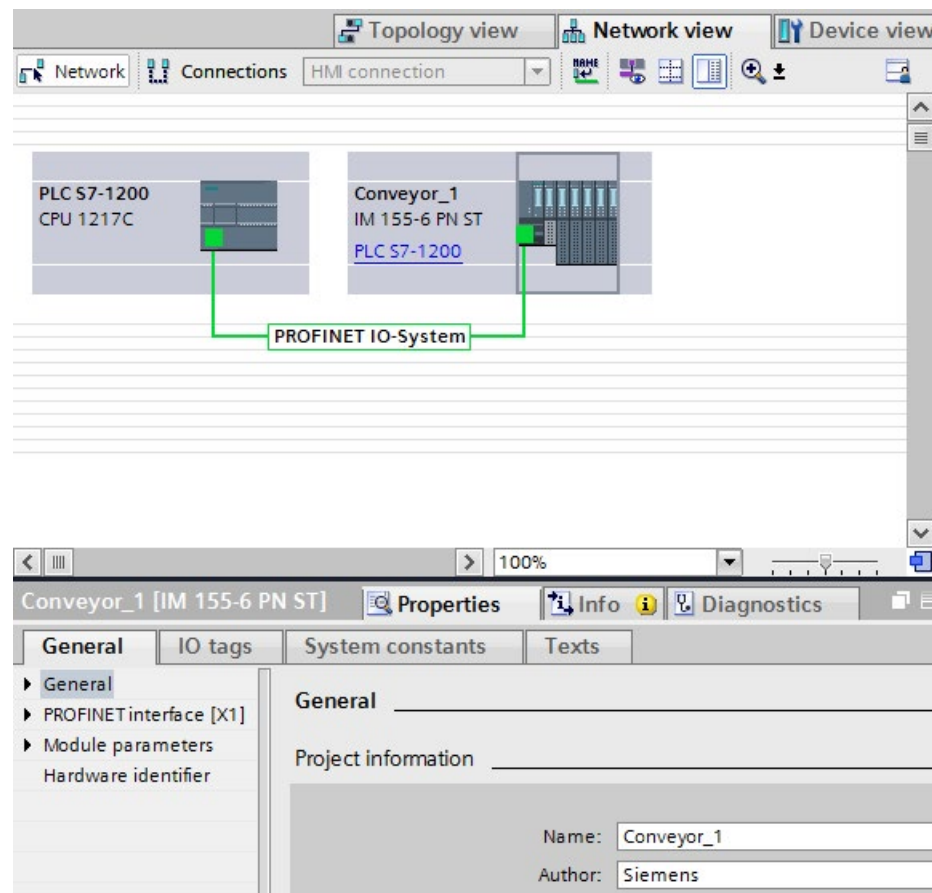 Topology view Network view Device view
Network Connections HMI connection
PLC S7-1200
CPU 1217C
Conveyor_1
IM 155-6 PN ST
PLC S7-1200
PROFINET IO-System
100%
Conveyor_1 [IM 155-6 PN ST] Properties Info Diagnostics
General IO tags System constants Texts
General
PROFINET interface [X1]
Module parameters
Hardware identifier
General
Project information
Name: Conveyor_1
Author: Siemens